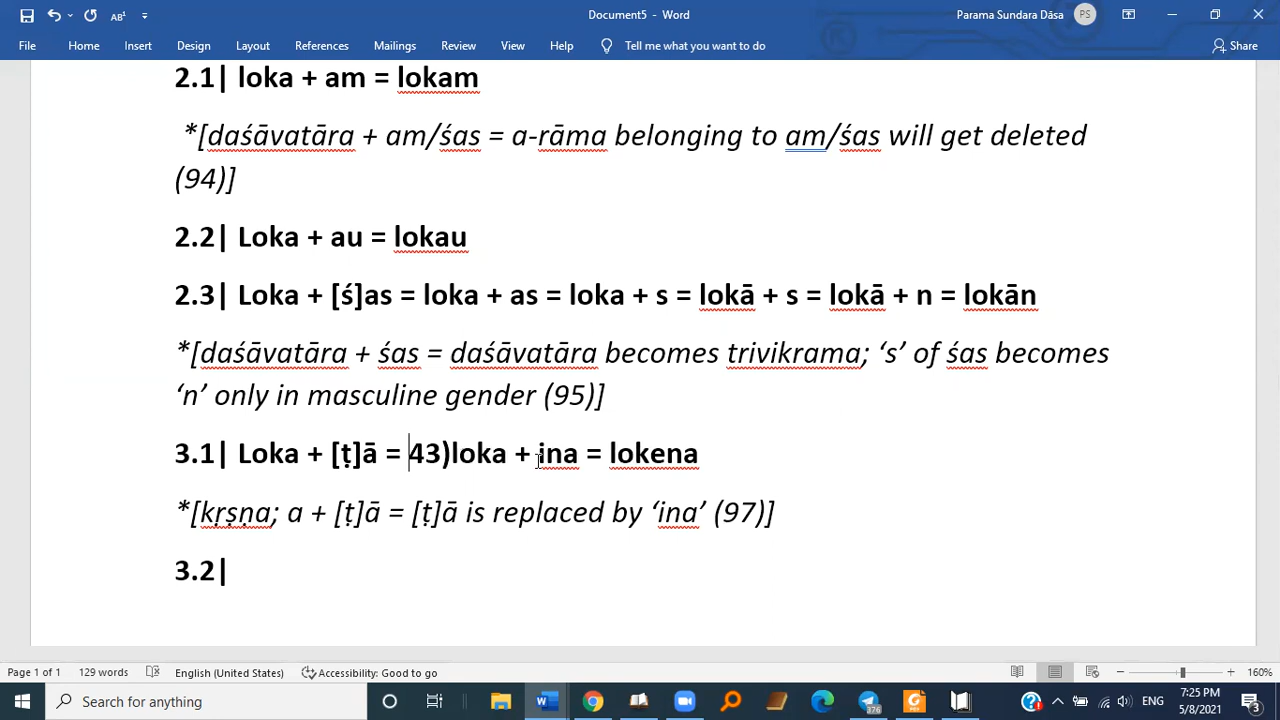 Document5 - Word
Parama Sundara Dāsa PS
File Home Insert Design Layout References Mailings Review View Help Tell me what you want to do Share
2.1| loka + am = lokam
*[daśāvatāra + am/śas = a-rāma belonging to am/śas will get deleted
(94)]
2.2| Loka + au = lokau
2.3| Loka + [ś]as = loka + as = loka + s = lokā + s = lokā + n = lokān
*[daśāvatāra + śas = daśāvatāra becomes trivikrama; ‘s’ of śas becomes
‘n’ only in masculine gender (95)]
3.1| Loka + [ṭ]ā = 43)loka + ina = lokena
*[kṛṣṇa; a + [ṭ]ā = [ṭ]ā is replaced by ‘ina’ (97)]
3.2|
Page 1 of 1 129 words English (United States) Accessibility: Good to go 160%
Search for anything 376 ENG 7:25 PM
5/8/2021